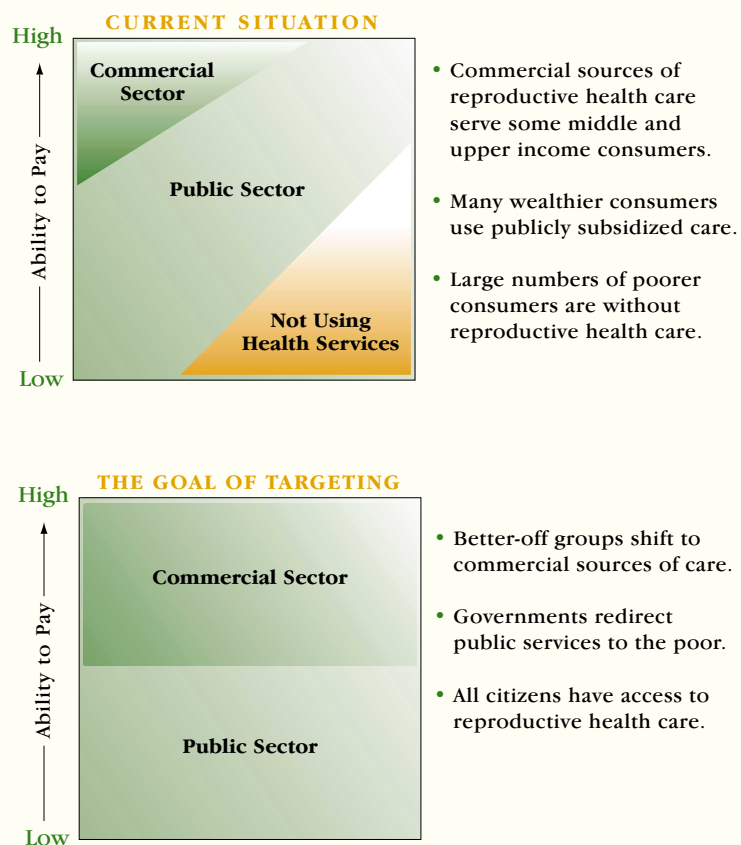 CURRENT SITUATION
High
Ability to Pay
Low
Commercial
Sector
Public Sector
Not Using
Health Services
• Commercial sources of
reproductive health care
serve some middle and
upper income consumers.
• Many wealthier consumers
use publicly subsidized care.
• Large numbers of poorer
consumers are without
reproductive health care.
THE GOAL OF TARGETING
High
Ability to Pay
Low
Commercial Sector
Public Sector
• Better-off groups shift to
commercial sources of care.
• Governments redirect
public services to the poor.
• All citizens have access to
reproductive health care.